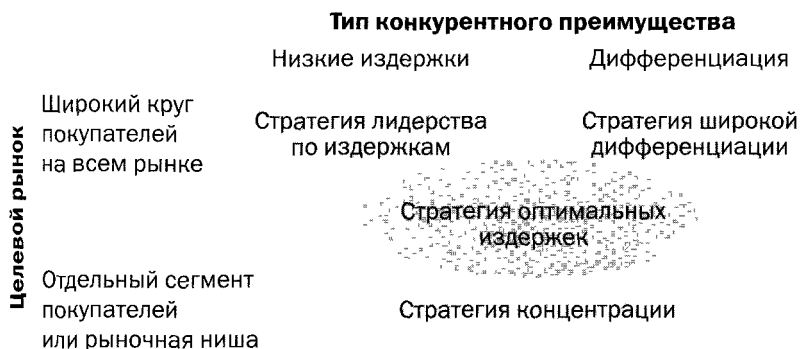 Тип конкурентного преимущества
Низкие издержки
Дифференциация
Целевой рынок
Широкий круг
покупателей
на всем рынке
Стратегия лидерства
по издержкам
Стратегия широкой
дифференциации
Стратегия оптимальных
издержек
Отдельный сегмент
покупателей
или рыночная ниша
Стратегия концентрации